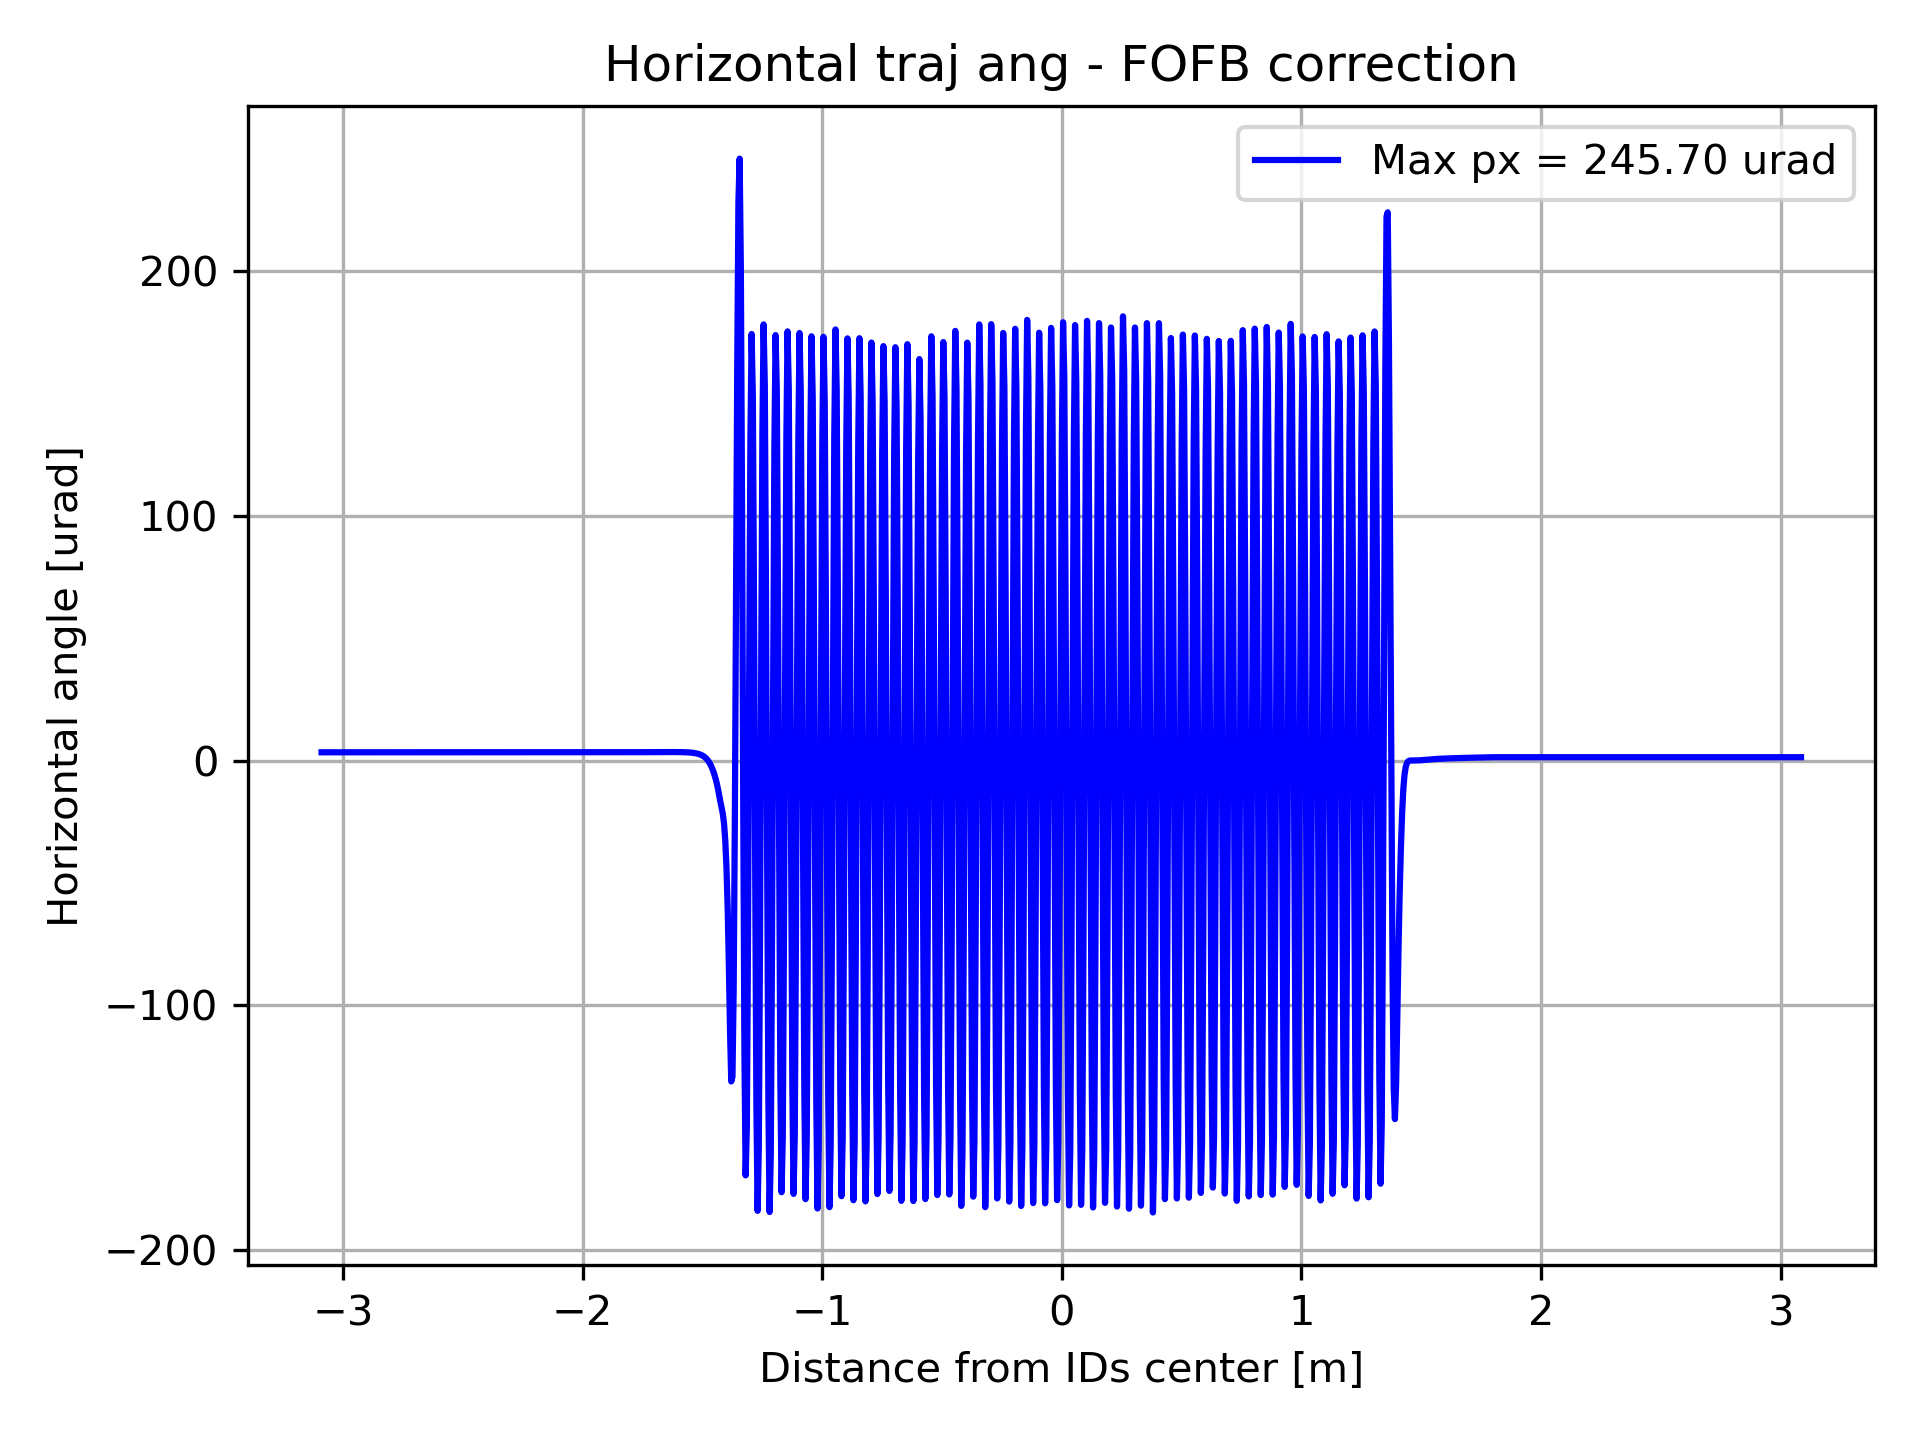 Horizontal traj ang - FOFB correction
Max px = 245.70 urad
Horizontal angle [urad]
200
100
0
−100
−200
−3 −2 −1 0 1 2 3
Distance from IDs center [m]